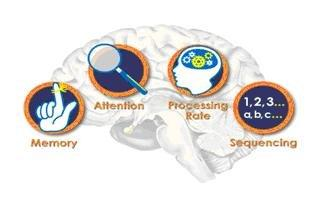 Memory
Attention
Processing
Rate
1,2,3...
a,b,c...
Sequencing